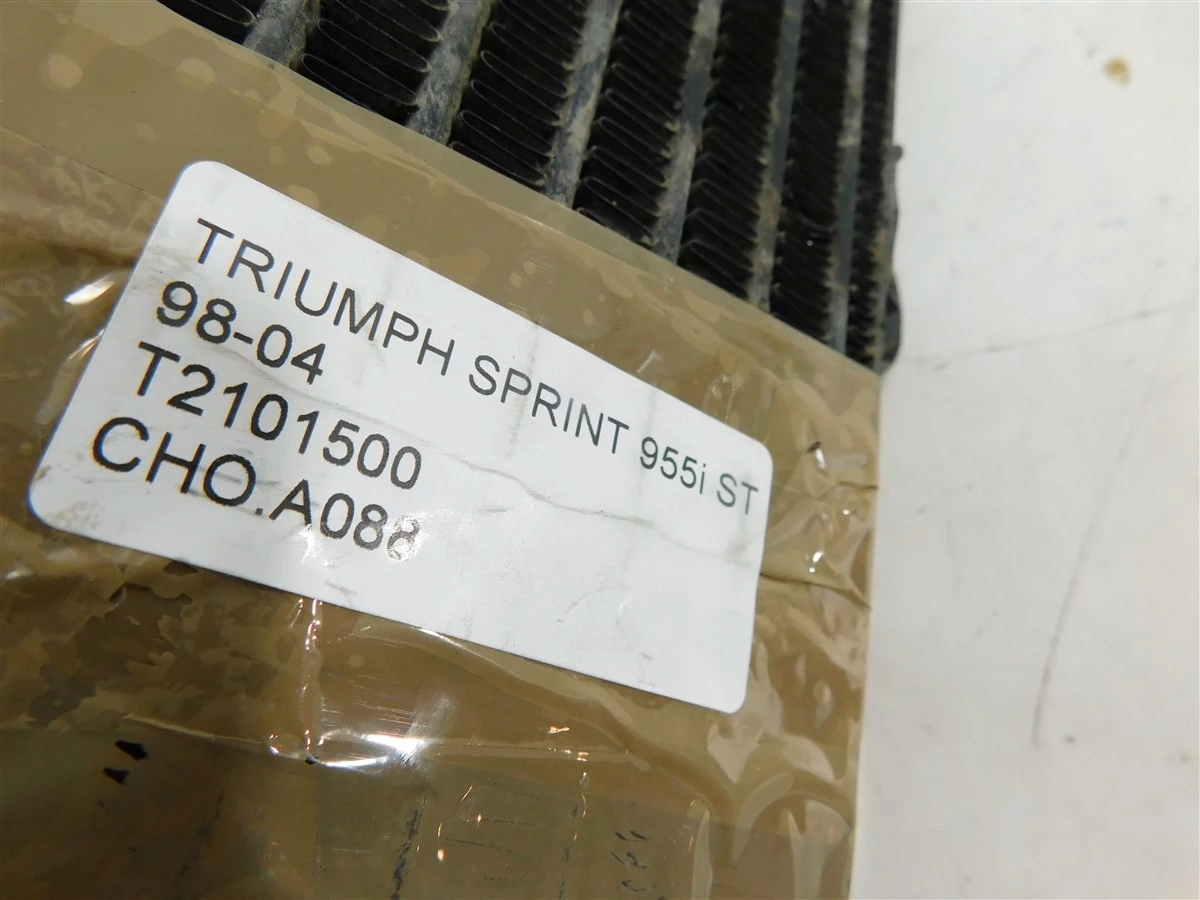 TRIUMPH SPRINT 955i ST
98-04
T2101500
CHO.A088